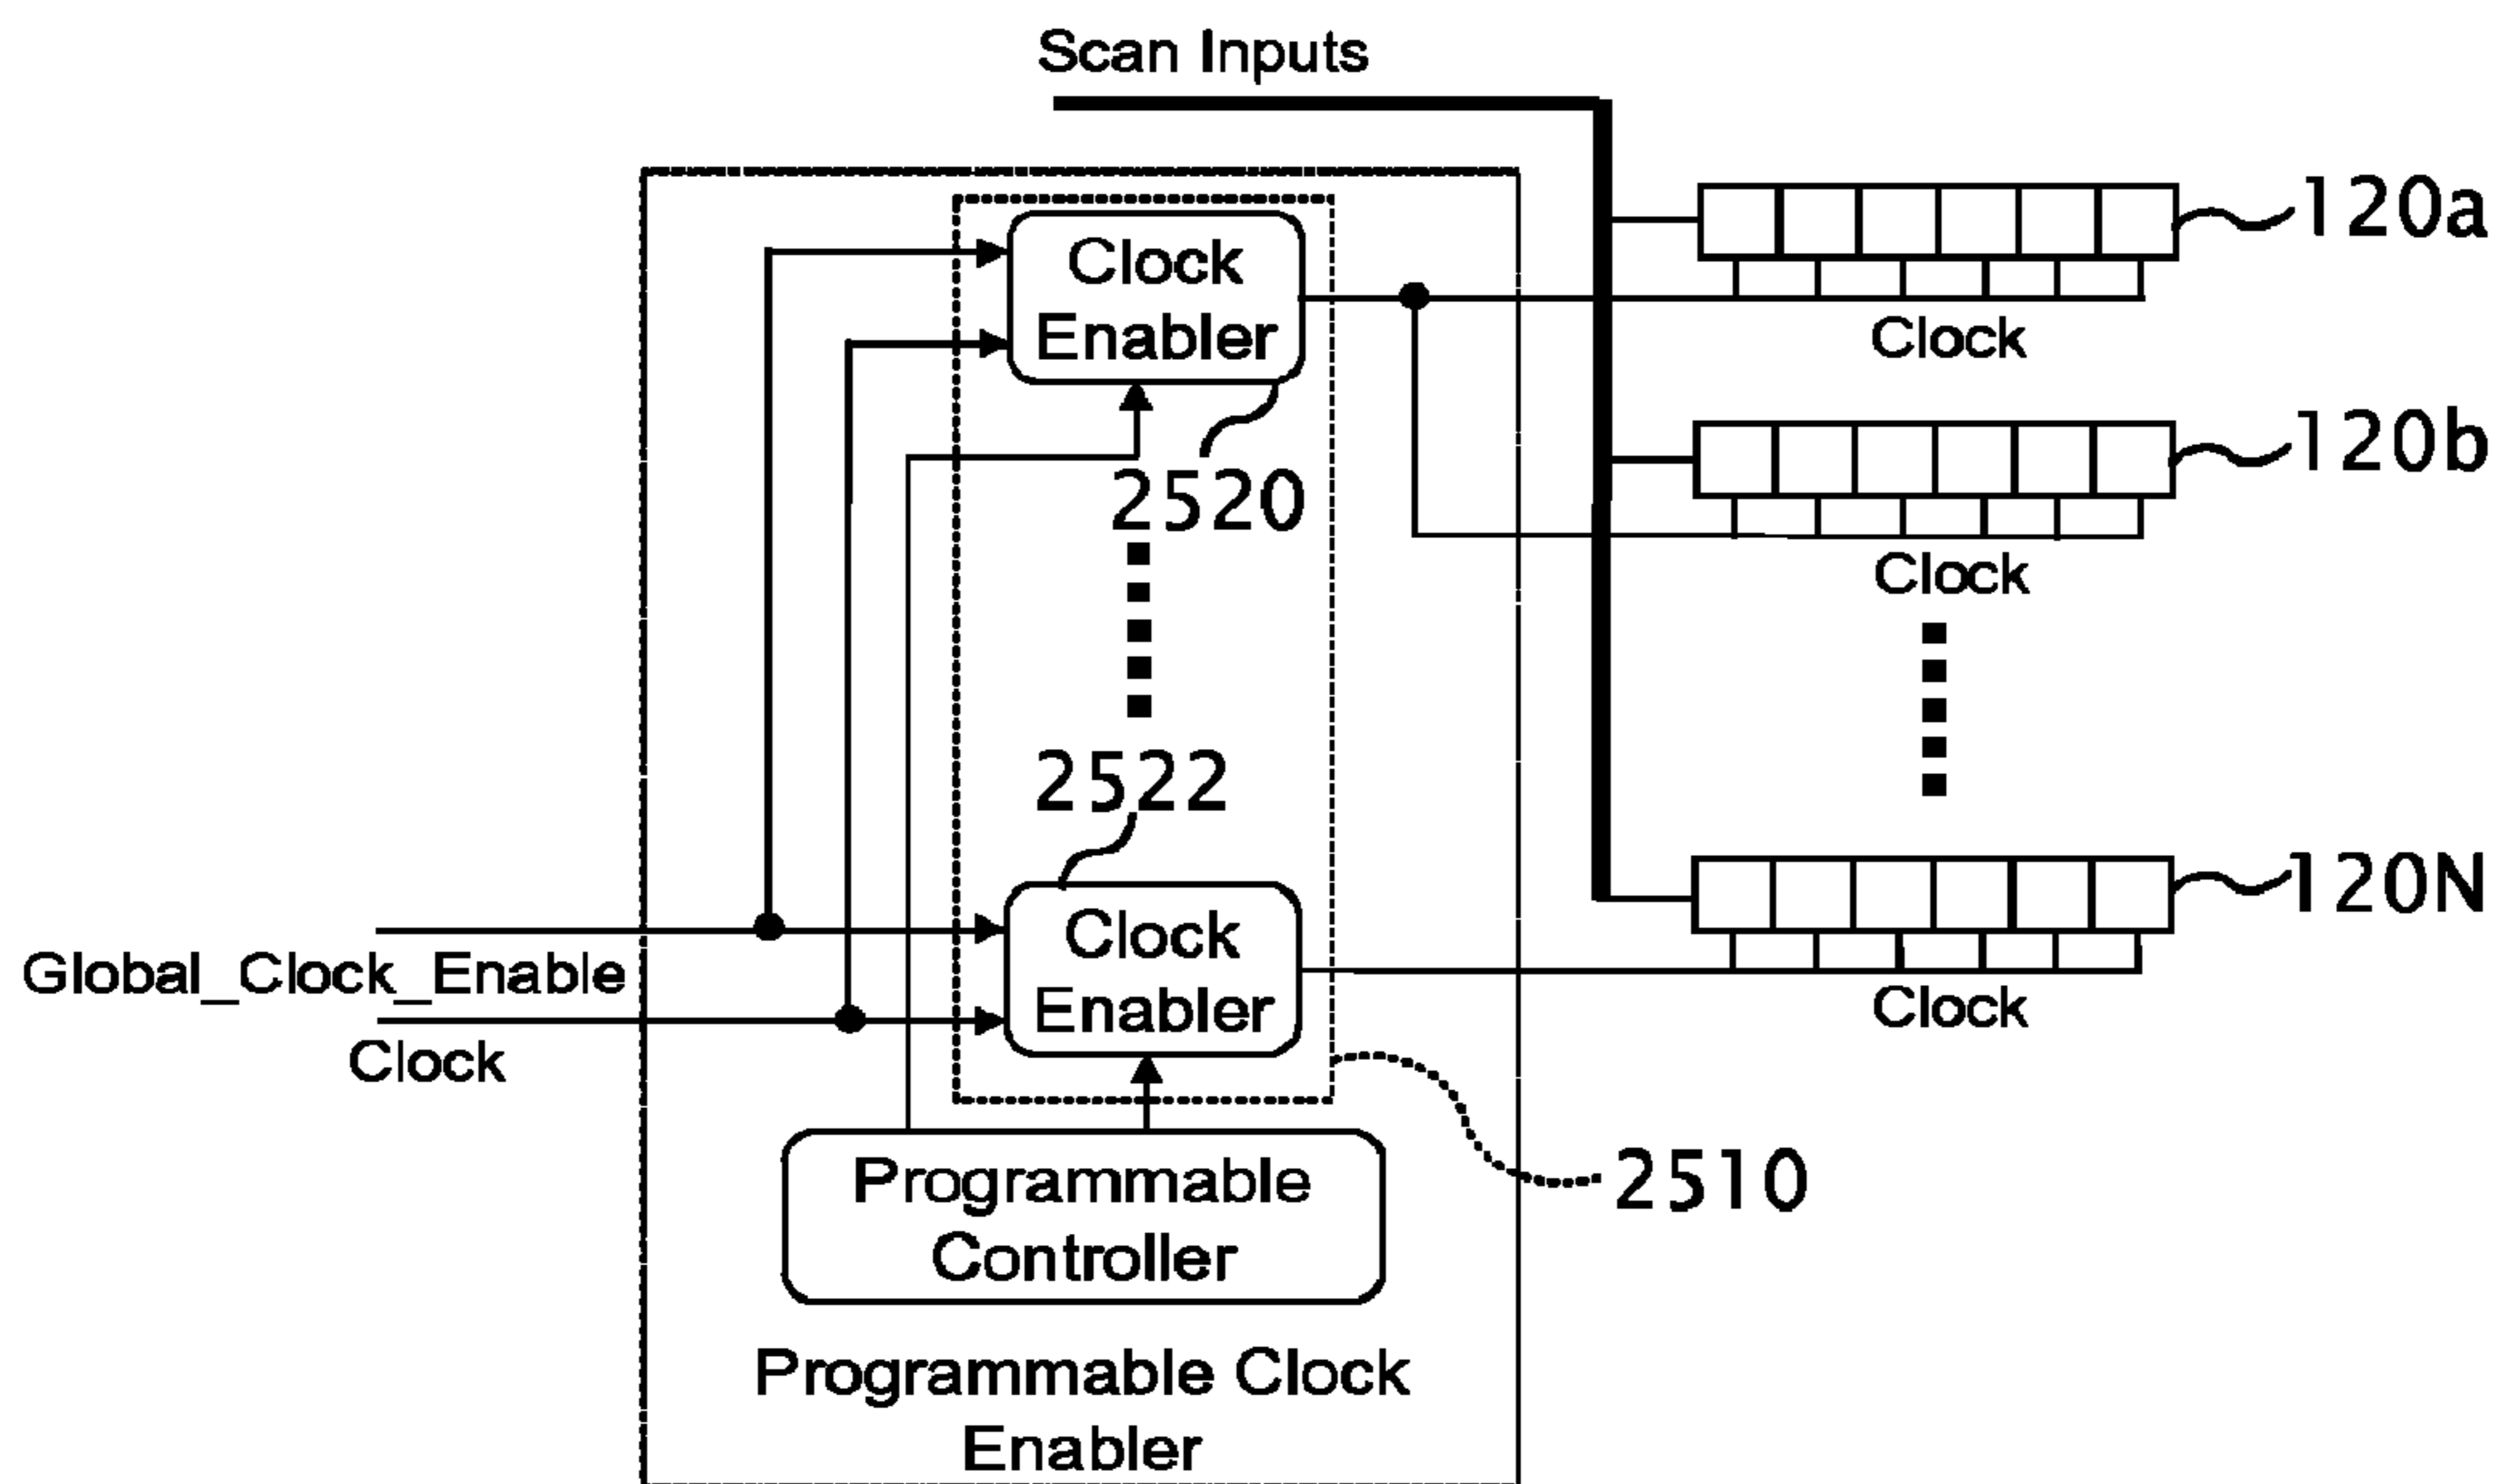 Scan Inputs
120a
Clock
Enabler
Clock
2520
120b
Clock
2522
120N
Clock
Enabler
Global_Clock_Enable
Clock
Clock
Programmable
Controller
2510
Programmable Clock
Enabler